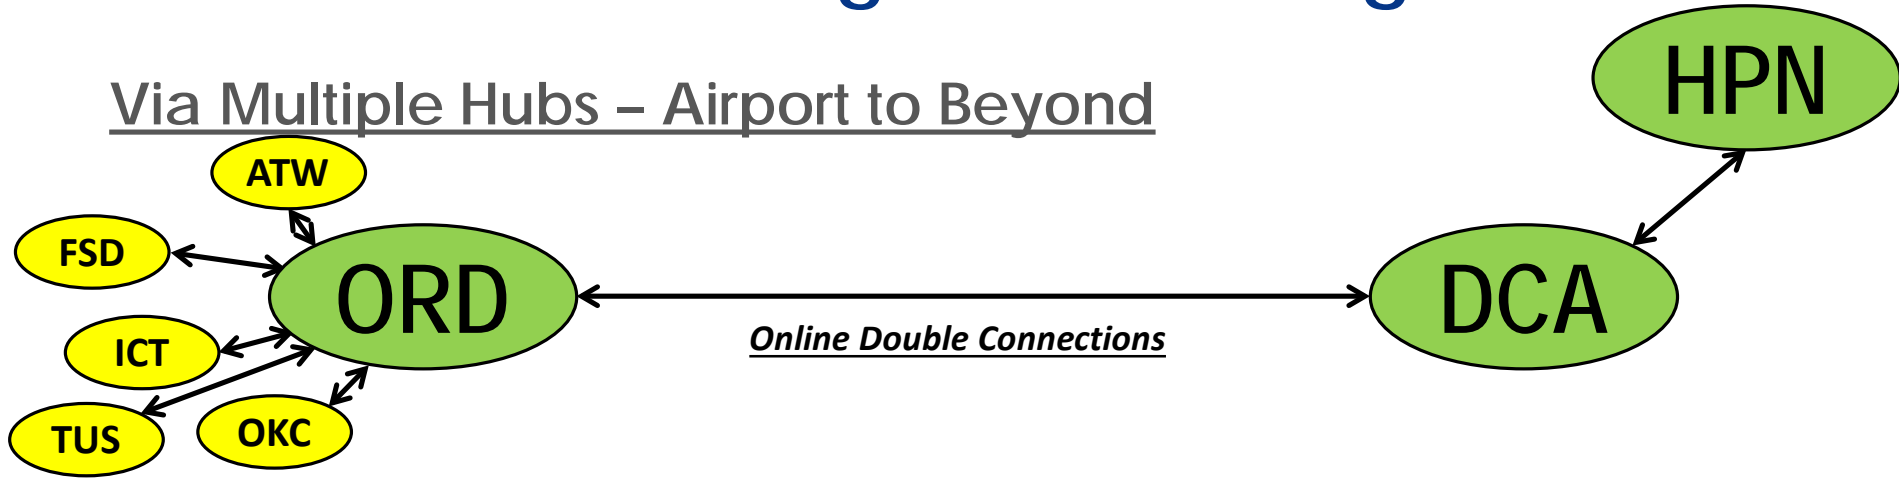 HPN
Via Multiple Hubs – Airport to Beyond
ATW
FSD
ORD
DCA
Online Double Connections
ICT
TUS
OKC